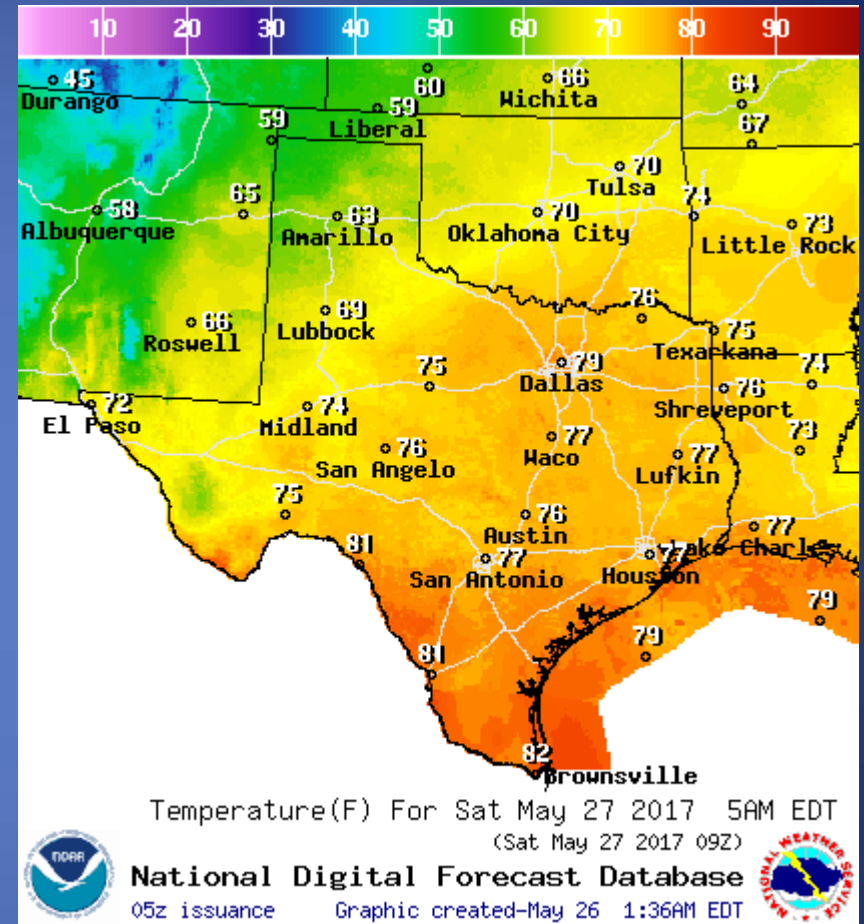 10 20 30 40 50 60 70 80 90
45
Durango
60
66
Wichita
64
59
Liberal
59
67
70
Tulsa
58
Albuquerque
65
63
Amarillo
70
Oklahoma City
74
73
Little Rock
66
Roswell
69
Lubbock
76
75
Texarkana
79
Dallas
75
74
76
Shreveport
72
El Paso
74
Midland
76
San Angelo
77
Waco
77
Lufkin
73
75
76
Austin
77
Lake Charles
81
77
San Antonio
77
Houston
79
79
81
82
Brownsville
Temperature(F) For Sat May 27 2017 5AM EDT
(Sat May 27 2017 09Z)
NOAA
National Digital Forecast Database
05z issuance Graphic created-May 26 1:36AM EDT
NATIONAL WEATHER SERVICE